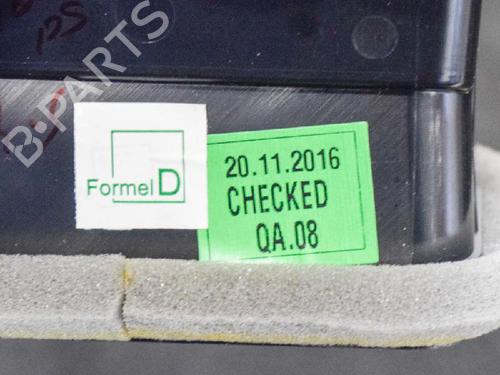 B-PARTS
Formel D
20.11.2016
CHECKED
QA.08